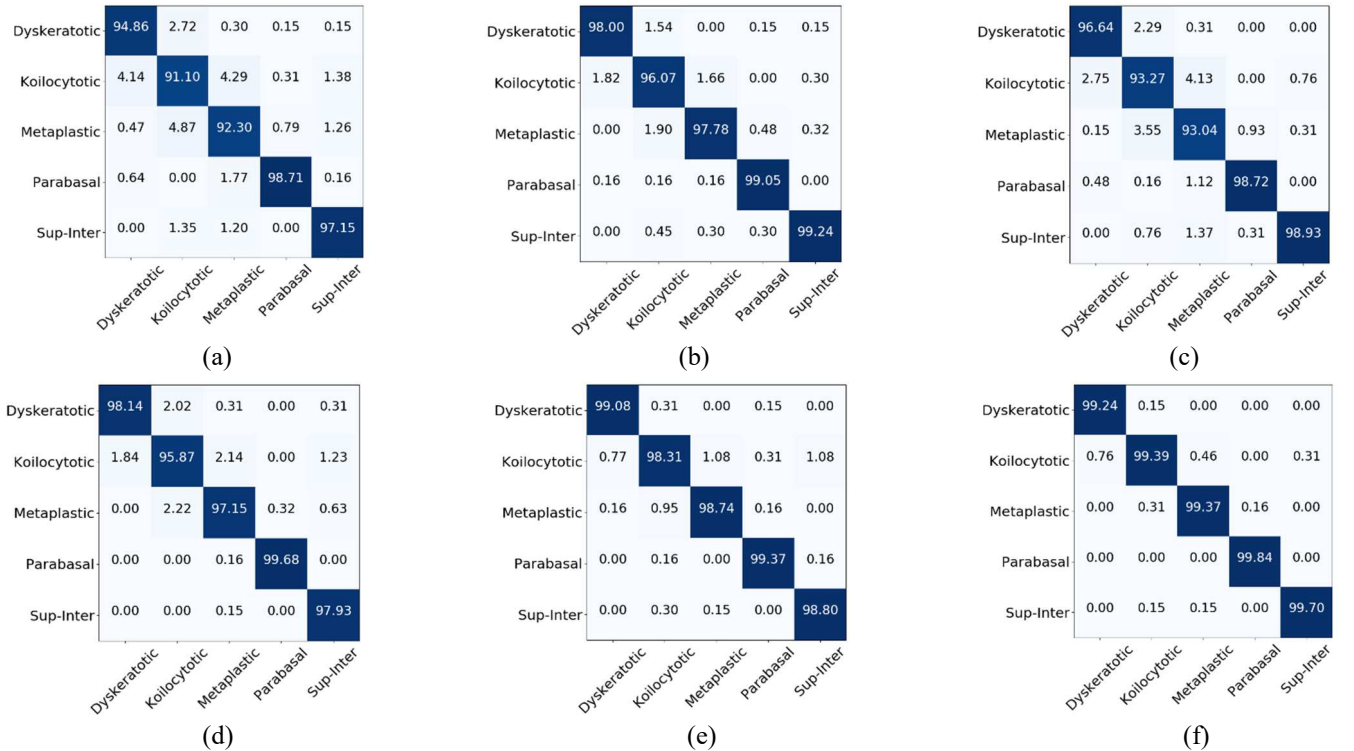 Dyskeratotic 94.86 2.72 0.30 0.15 0.15
Koilocytotic 4.14 91.10 4.29 0.31 1.38
Metaplastic 0.47 4.87 92.30 0.79 1.26
Parabasal 0.64 0.00 1.77 98.71 0.16
Sup-Inter 0.00 1.35 1.20 0.00 97.15
Dyskeratotic Koilocytotic Metaplastic Parabasal Sup-Inter
(a)
Dyskeratotic 98.00 1.54 0.00 0.15 0.15
Koilocytotic 1.82 96.07 1.66 0.00 0.30
Metaplastic 0.00 1.90 97.78 0.48 0.32
Parabasal 0.16 0.16 0.16 99.05 0.00
Sup-Inter 0.00 0.45 0.30 0.30 99.24
Dyskeratotic Koilocytotic Metaplastic Parabasal Sup-Inter
(b)
Dyskeratotic 96.64 2.29 0.31 0.00 0.00
Koilocytotic 2.75 93.27 4.13 0.00 0.76
Metaplastic 0.15 3.55 93.04 0.93 0.31
Parabasal 0.48 0.16 1.12 98.72 0.00
Sup-Inter 0.00 0.76 1.37 0.31 98.93
Dyskeratotic Koilocytotic Metaplastic Parabasal Sup-Inter
(c)
Dyskeratotic 98.14 2.02 0.31 0.00 0.31
Koilocytotic 1.84 95.87 2.14 0.00 1.23
Metaplastic 0.00 2.22 97.15 0.32 0.63
Parabasal 0.00 0.00 0.16 99.68 0.00
Sup-Inter 0.00 0.00 0.15 0.00 97.93
Dyskeratotic Koilocytotic Metaplastic Parabasal Sup-Inter
(d)
Dyskeratotic 99.08 0.31 0.00 0.15 0.00
Koilocytotic 0.77 98.31 1.08 0.31 1.08
Metaplastic 0.16 0.95 98.74 0.16 0.00
Parabasal 0.00 0.16 0.00 99.37 0.16
Sup-Inter 0.00 0.30 0.15 0.00 98.80
Dyskeratotic Koilocytotic Metaplastic Parabasal Sup-Inter
(e)
Dyskeratotic 99.24 0.15 0.00 0.00 0.00
Koilocytotic 0.76 99.39 0.46 0.00 0.31
Metaplastic 0.00 0.31 99.37 0.16 0.00
Parabasal 0.00 0.00 0.00 99.84 0.00
Sup-Inter 0.00 0.15 0.15 0.00 99.70
Dyskeratotic Koilocytotic Metaplastic Parabasal Sup-Inter
(f)